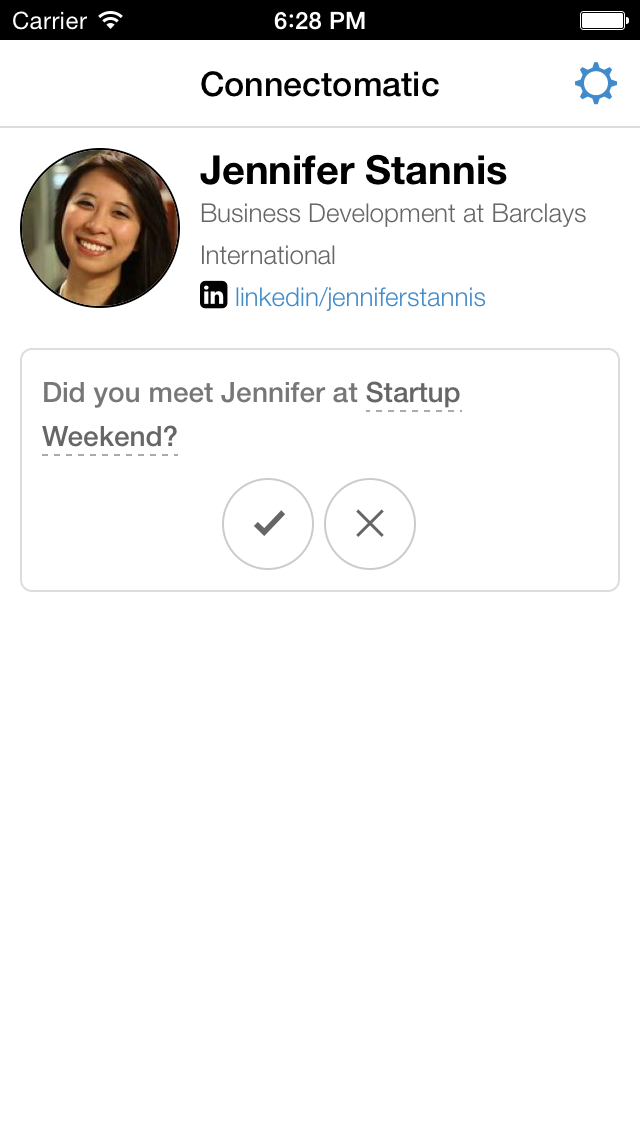 Carrier 6:28 PM
Connectomatic
Jennifer Stannis
Business Development at Barclays
International
in linkedin/jenniferstannis
Did you meet Jennifer at Startup
Weekend?